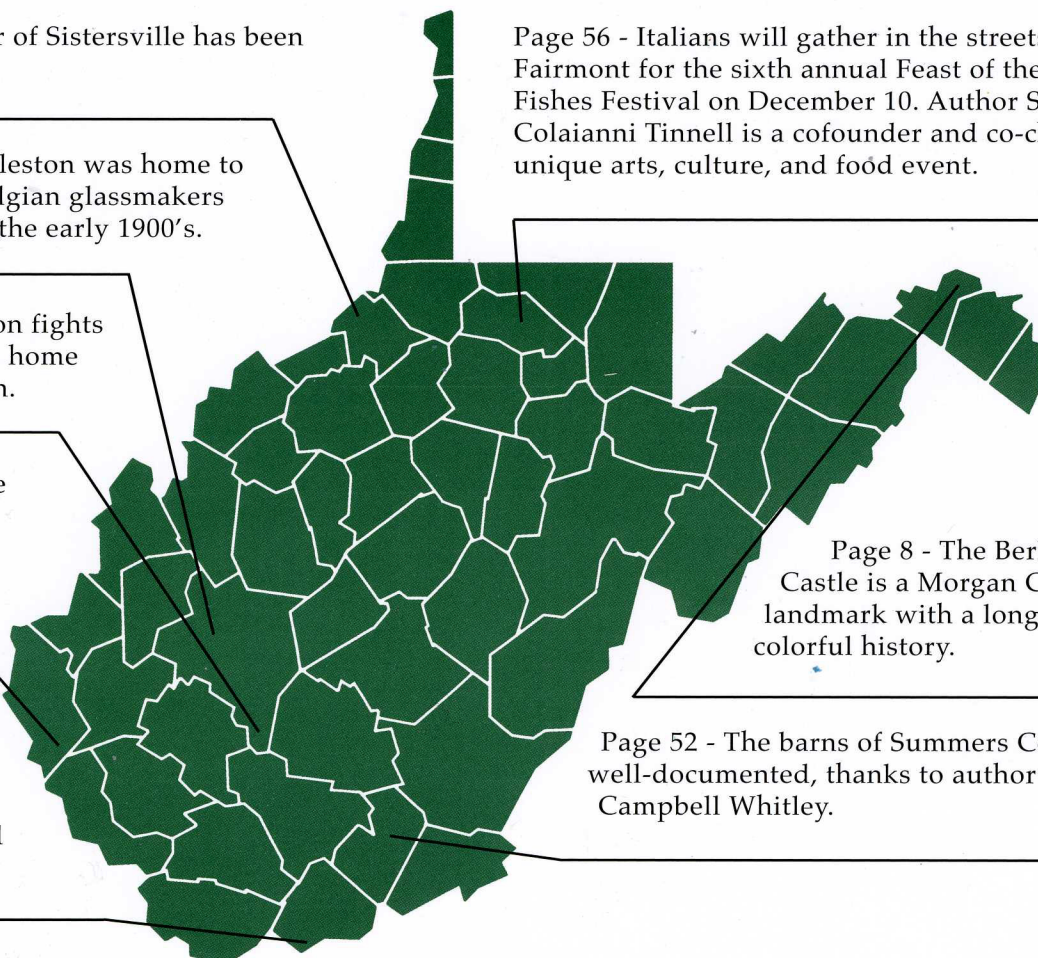 of Sistersville has been
leston was home to
lgian glassmakers
the early 1900's.
on fights
home
Page 56 - Italians will gather in the streets
Fairmont for the sixth annual Feast of the
Fishes Festival on December 10. Author S
Colaianni Tinnell is a cofounder and co-c
unique arts, culture, and food event.
Page 8 - The Ber
Castle is a Morgan C
landmark with a long
colorful history.
Page 52 - The barns of Summers C
well-documented, thanks to author
Campbell Whitley.